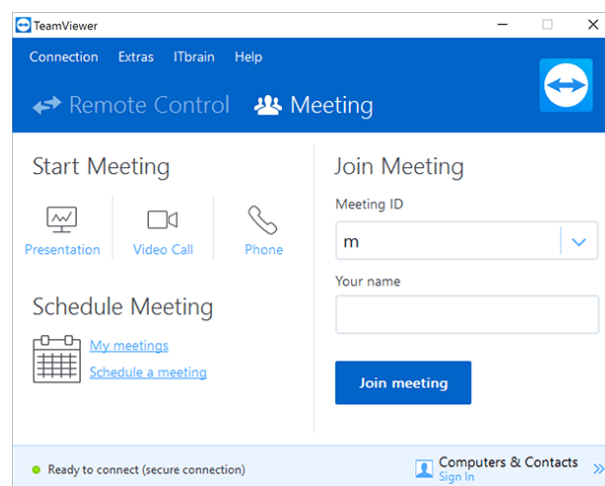 TeamViewer
Connection Extras ITbrain Help
Remote Control Meeting
Start Meeting
Presentation Video Call Phone
Schedule Meeting
My meetings
Schedule a meeting
Join Meeting
Meeting ID
m
Your name
Join meeting
Ready to connect (secure connection)
Computers & Contacts
Sign In